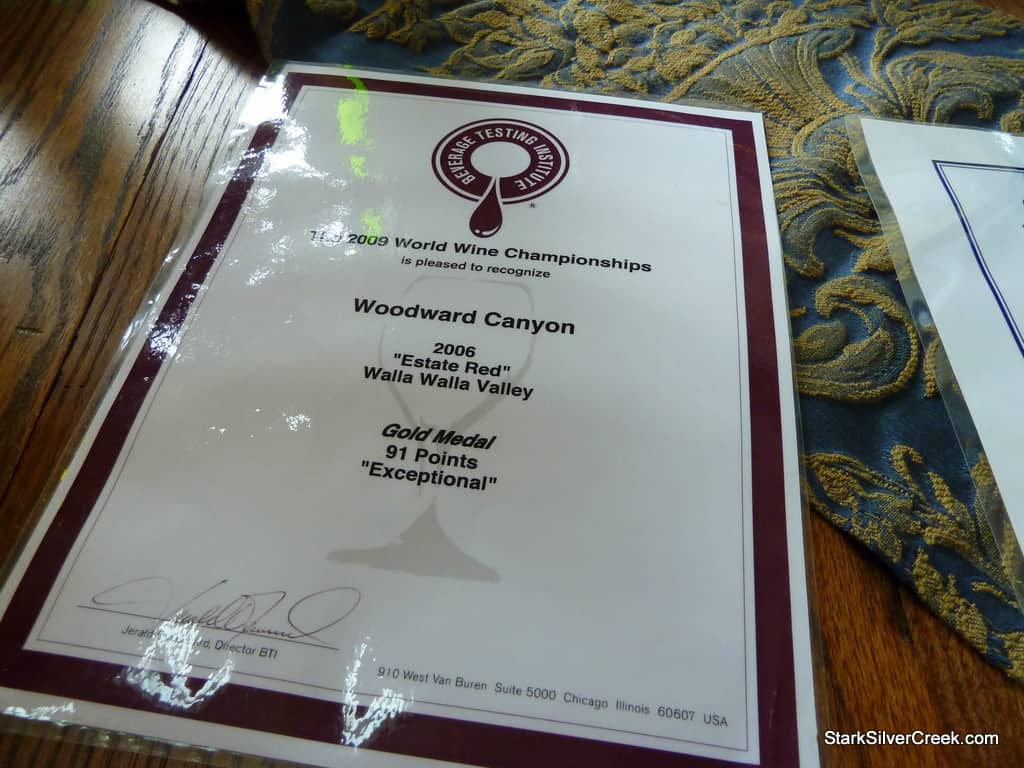 BEVERAGE TESTING INSTITUTE
®
The 2009 World Wine Championships
is pleased to recognize
Woodward Canyon
2006
"Estate Red"
Walla Walla Valley
Gold Medal
91 Points
"Exceptional"
Director BTI
910 West Van Buren Suite 5000 Chicago Illinois 60607 USA
StarkSilverCreek.com